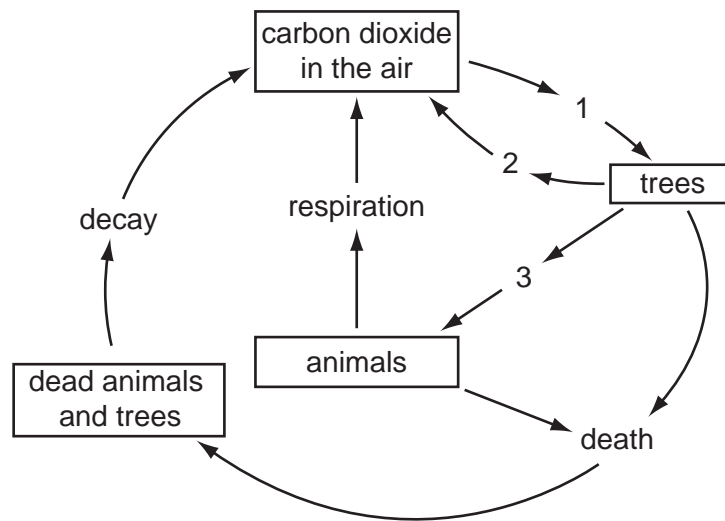 carbon dioxide
in the air
1
2
trees
decay
respiration
3
animals
dead animals
and trees
death